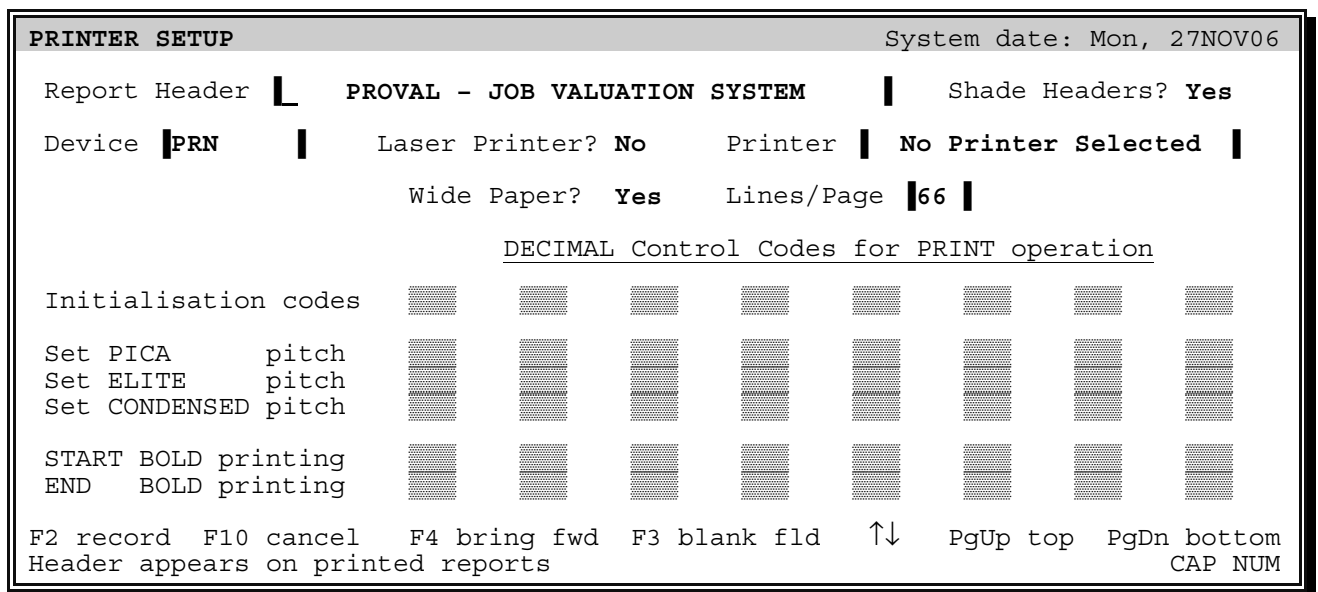 PRINTER SETUP System date: Mon, 27NOV06
Report Header _ PROVAL – JOB VALUATION SYSTEM Shade Headers? Yes
Device PRN Laser Printer? No Printer No Printer Selected
Wide Paper? Yes Lines/Page 66
DECIMAL Control Codes for PRINT operation
Initialisation codes
Set PICA pitch
Set ELITE pitch
Set CONDENSED pitch
START BOLD printing
END BOLD printing
F2 record F10 cancel F4 bring fwd F3 blank fld ↑↓ PgUp top PgDn bottom
Header appears on printed reports CAP NUM